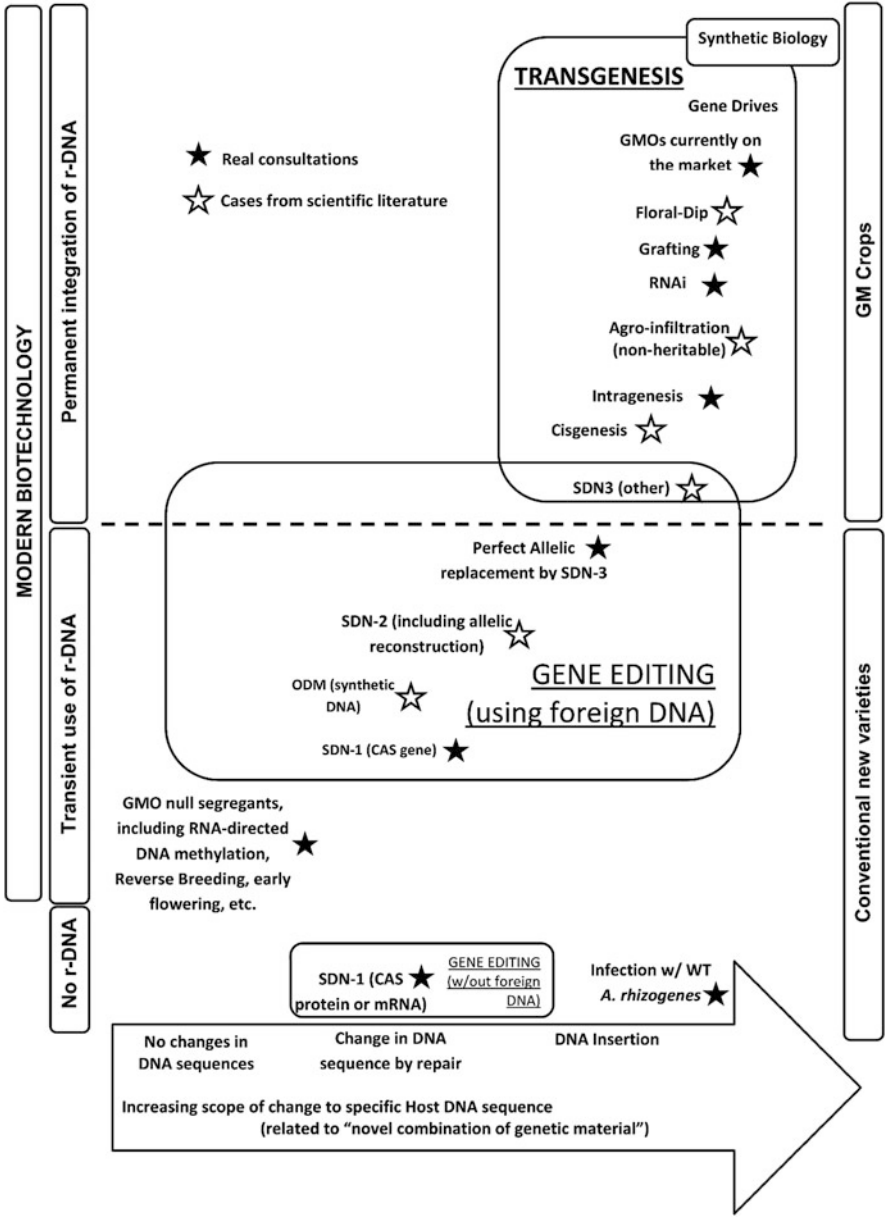 MODERN BIOTECHNOLOGY
Permanent integration of r-DNA
Transient use of r-DNA
No r-DNA
GM Crops
Conventional new varieties
Real consultations
Cases from scientific literature
Synthetic Biology
TRANSGENESIS
Gene Drives
GMOs currently on
the market
Floral-Dip
Grafting
RNAi
Agro-infiltration
(non-heritable)
Intragenesis
Cisgenesis
SDN3 (other)
Perfect Allelic
replacement by SDN-3
SDN-2 (including allelic
reconstruction)
ODM (synthetic
DNA)
GENE EDITING
(using foreign DNA)
SDN-1 (CAS gene)
GMO null segregants,
including RNA-directed
DNA methylation,
Reverse Breeding, early
flowering, etc.
SDN-1 (CAS
protein or mRNA)
GENE EDITING
(w/out foreign
DNA)
Infection w/ WT
A. rhizogenes
No changes in
DNA sequences
Change in DNA
sequence by repair
DNA Insertion
Increasing scope of change to specific Host DNA sequence
(related to “novel combination of genetic material”)